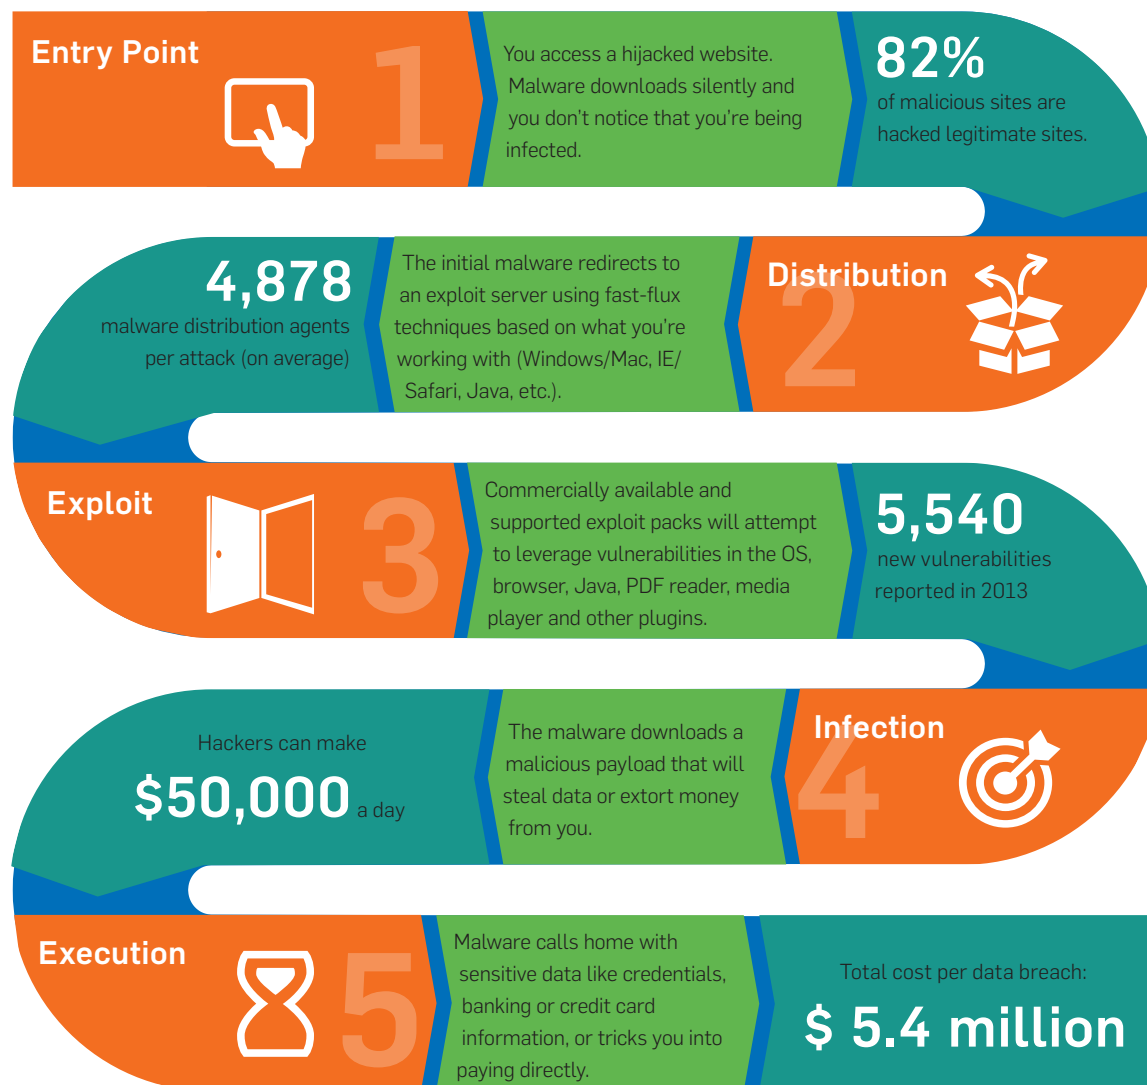 Entry Point
1
You access a hijacked website.
Malware downloads silently and
you don't notice that you're being
infected.
82%
of malicious sites are
hacked legitimate sites.
Distribution
2
The initial malware redirects to
an exploit server using fast-flux
techniques based on what you're
working with (Windows/Mac, IE/
Safari, Java, etc.).
4,878
malware distribution agents
per attack (on average)
Exploit
3
Commercially available and
supported exploit packs will attempt
to leverage vulnerabilities in the OS,
browser, Java, PDF reader, media
player and other plugins.
5,540
new vulnerabilities
reported in 2013
Infection
4
The malware downloads a
malicious payload that will
steal data or extort money
from you.
Hackers can make
$50,000 a day
Execution
5
Malware calls home with
sensitive data like credentials,
banking or credit card
information, or tricks you into
paying directly.
Total cost per data breach:
$ 5.4 million